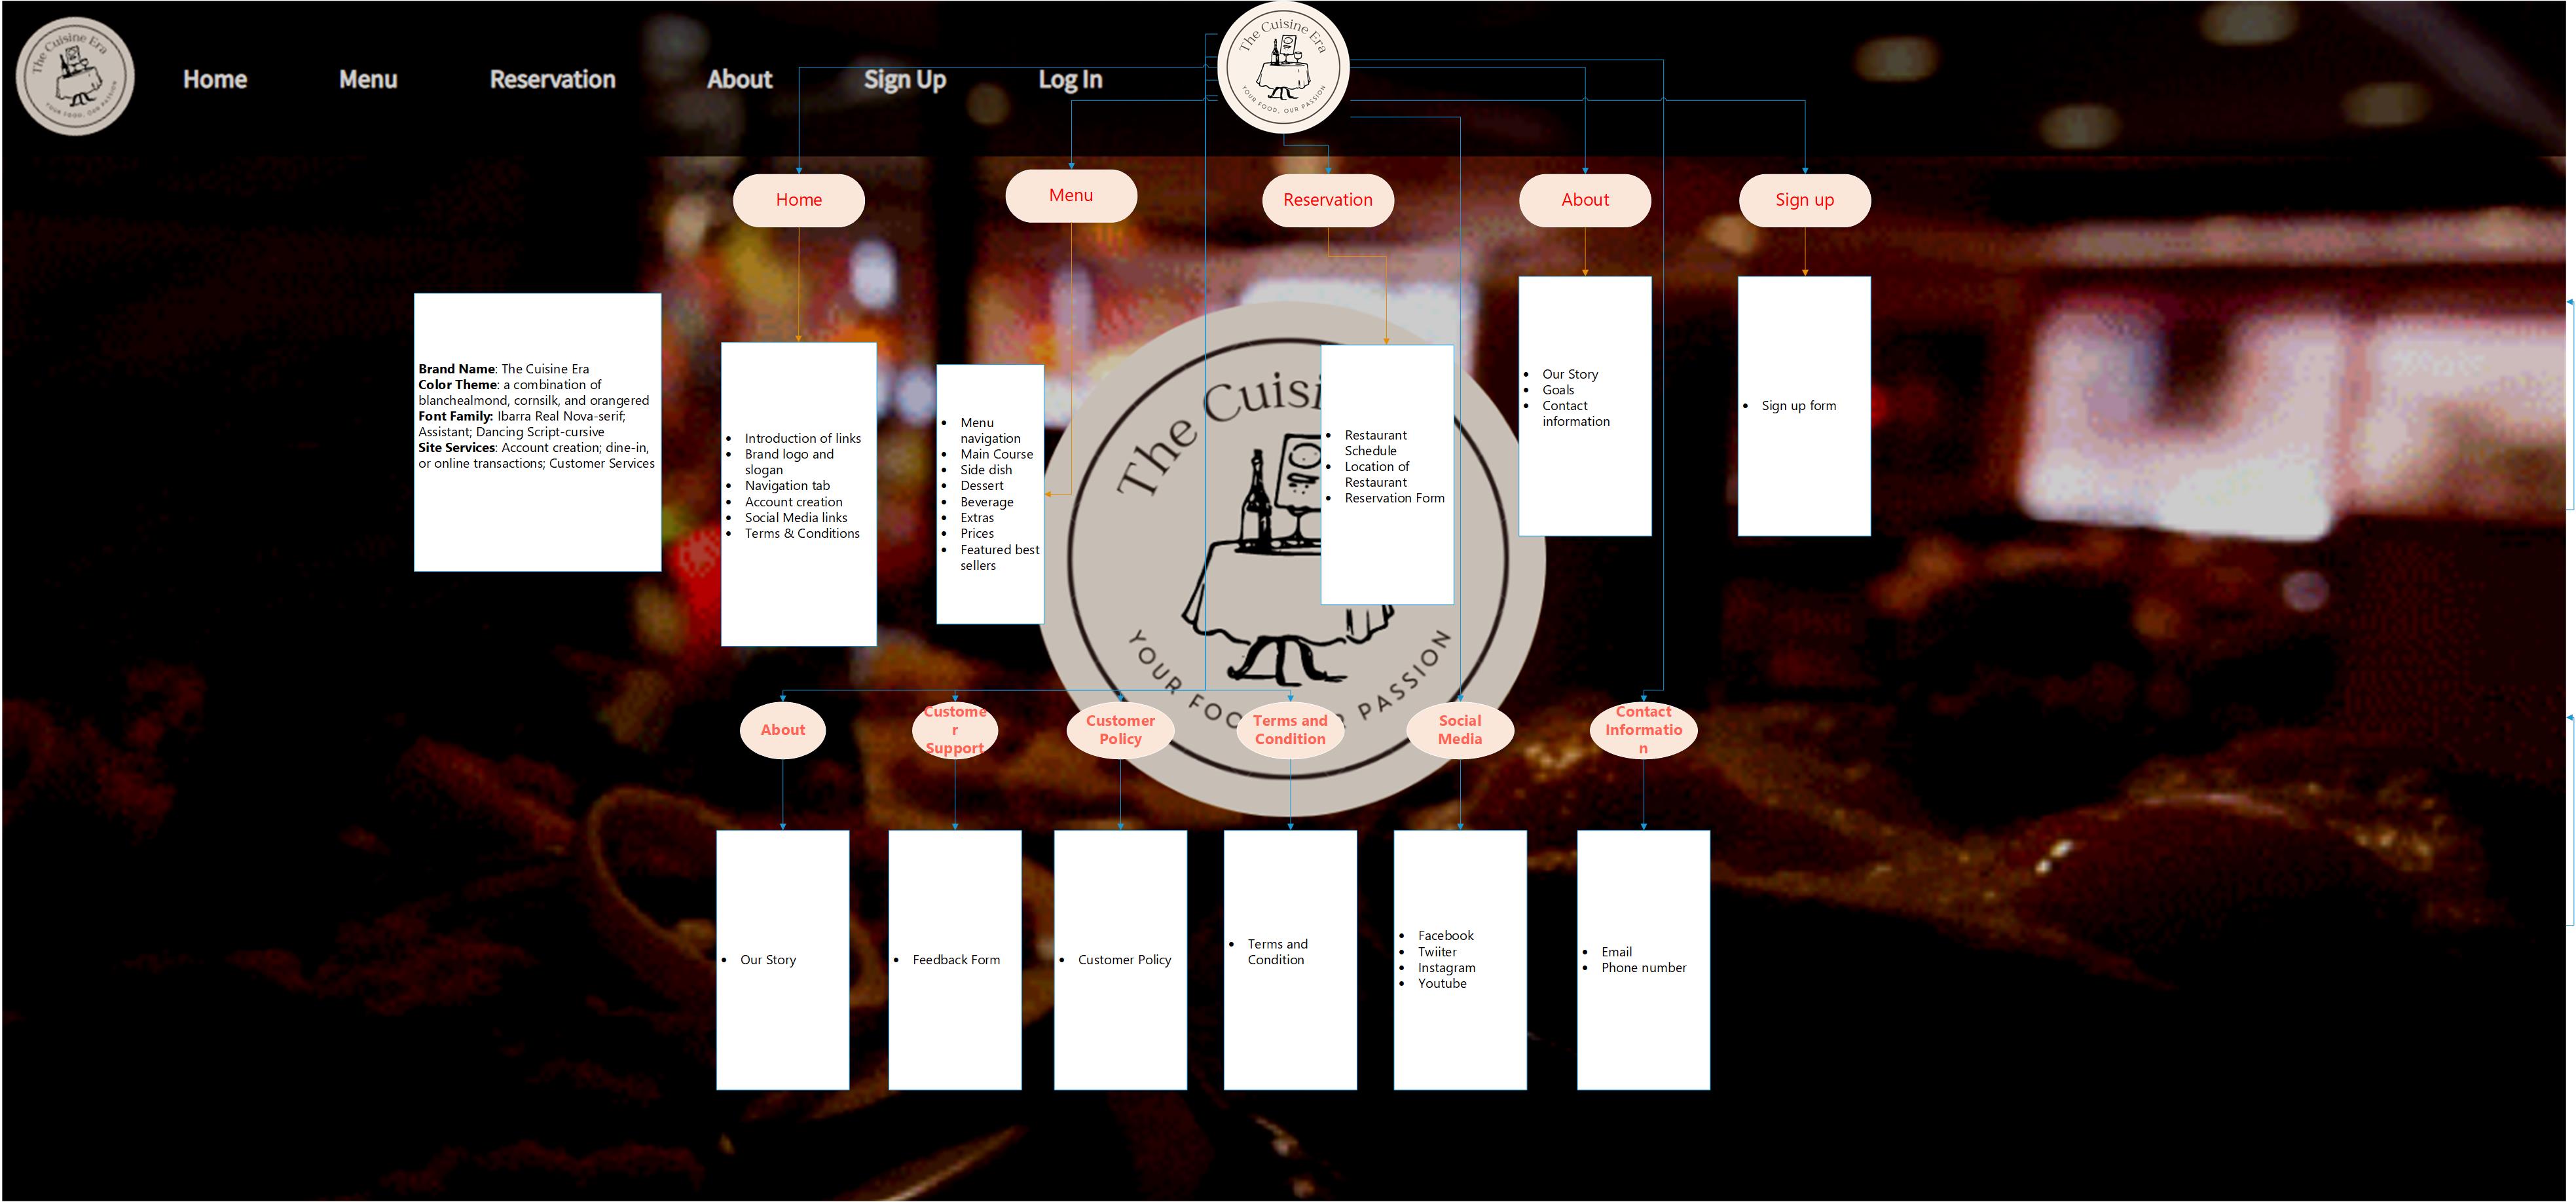 The Cuisine Era
YOUR FOOD, OUR PASSION
Home
Menu
Reservation
About
Sign Up
Log In
The Cuisine Era
YOUR FOOD, OUR PASSION
Home
Menu
Reservation
About
Sign up
Brand Name: The Cuisine Era
Color Theme: a combination of
blanchealmond, cornsilk, and orangered
Font Family: Ibarra Real Nova-serif;
Assistant; Dancing Script-cursive
Site Services: Account creation; dine-in,
or online transactions; Customer Services
• Introduction of links
• Brand logo and
slogan
• Navigation tab
• Account creation
• Social Media links
• Terms & Conditions
• Menu
navigation
• Main Course
• Side dish
• Dessert
• Beverage
• Extras
• Prices
• Featured best
sellers
• Restaurant
Schedule
• Location of
Restaurant
• Reservation Form
• Our Story
• Goals
• Contact
information
• Sign up form
The Cuisi
YOUR FOO
PASSION
About
Custome
r
Support
Customer
Policy
Terms and
Condition
Social
Media
Contact
Informatio
n
• Our Story
• Feedback Form
• Customer Policy
• Terms and
Condition
• Facebook
• Twiiter
• Instagram
• Youtube
• Email
• Phone number